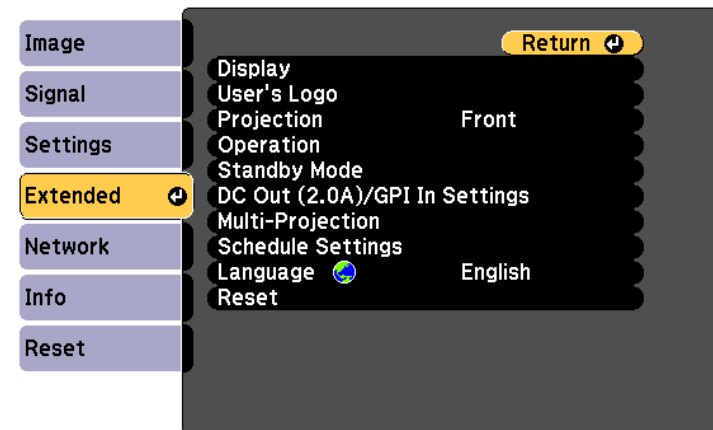 Image
Signal
Settings
Extended
Network
Info
Reset
Return
Display
User's Logo
Projection Front
Operation
Standby Mode
DC Out (2.0A)/GPI In Settings
Multi-Projection
Schedule Settings
Language English
Reset